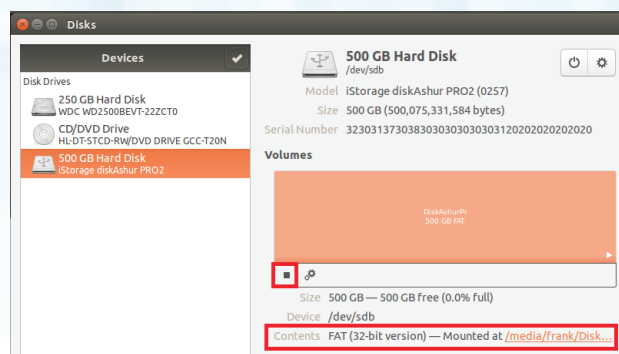 Disks
Devices
Disk Drives
250 GB Hard Disk
WDC WD2500BEVT-22ZCT0
CD/DVD Drive
HL-DT-STCD-RW/DVD DRIVE GCC-T20N
500 GB Hard Disk
iStorage diskAshur PRO2
500 GB Hard Disk
/dev/sdb
Model iStorage diskAshur PRO2 (0257)
Size 500 GB (500,075,331,584 bytes)
Serial Number
Volumes
DiskAshurPr
500 GB FAT
Size 500 GB — 500 GB free (0.0% full)
Device /dev/sdb
Contents FAT (32-bit version) — Mounted at /media/frank/Disk...